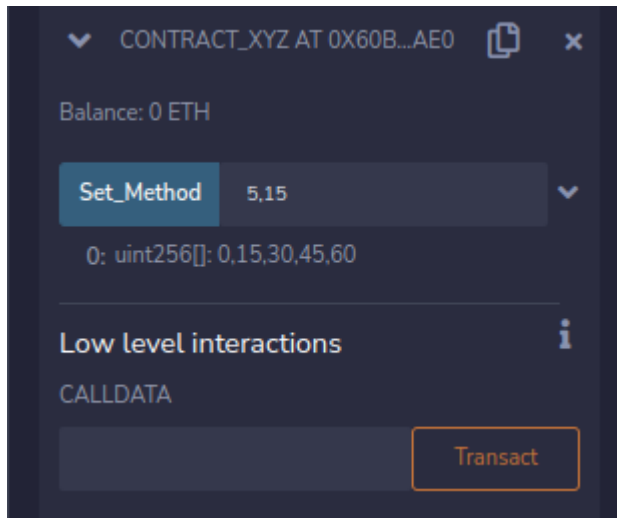 CONTRACT_XYZ AT 0X60B...AE0
Balance: 0 ETH
Set_Method 5,15
0: uint256[]: 0,15,30,45,60
Low level interactions
CALLDATA
Transact